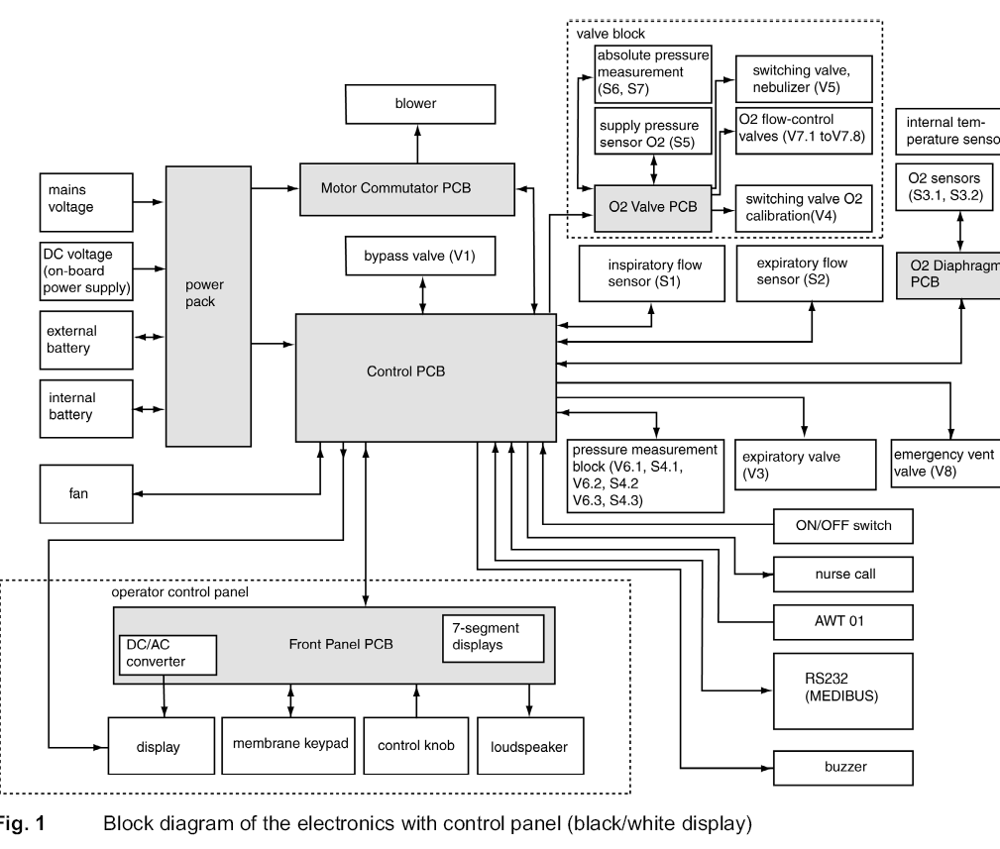 valve block
absolute pressure
measurement
(S6, S7)
switching valve,
nebulizer (V5)
blower
supply pressure
sensor O2 (S5)
O2 flow-control
valves (V7.1 toV7.8)
internal tem-
perature senso
Motor Commutator PCB
O2 sensors
(S3.1, S3.2)
mains
voltage
O2 Valve PCB
switching valve O2
calibration(V4)
DC voltage
(on-board
power supply)
bypass valve (V1)
inspiratory flow
sensor (S1)
expiratory flow
sensor (S2)
O2 Diaphragm
PCB
power
pack
external
battery
Control PCB
internal
battery
pressure measurement
block (V6.1, S4.1,
V6.2, S4.2
V6.3, S4.3)
expiratory valve
(V3)
emergency vent
valve (V8)
fan
ON/OFF switch
nurse call
operator control panel
AWT 01
DC/AC
converter
Front Panel PCB
7-segment
displays
RS232
(MEDIBUS)
display
membrane keypad
control knob
loudspeaker
buzzer
Fig. 1 Block diagram of the electronics with control panel (black/white display)